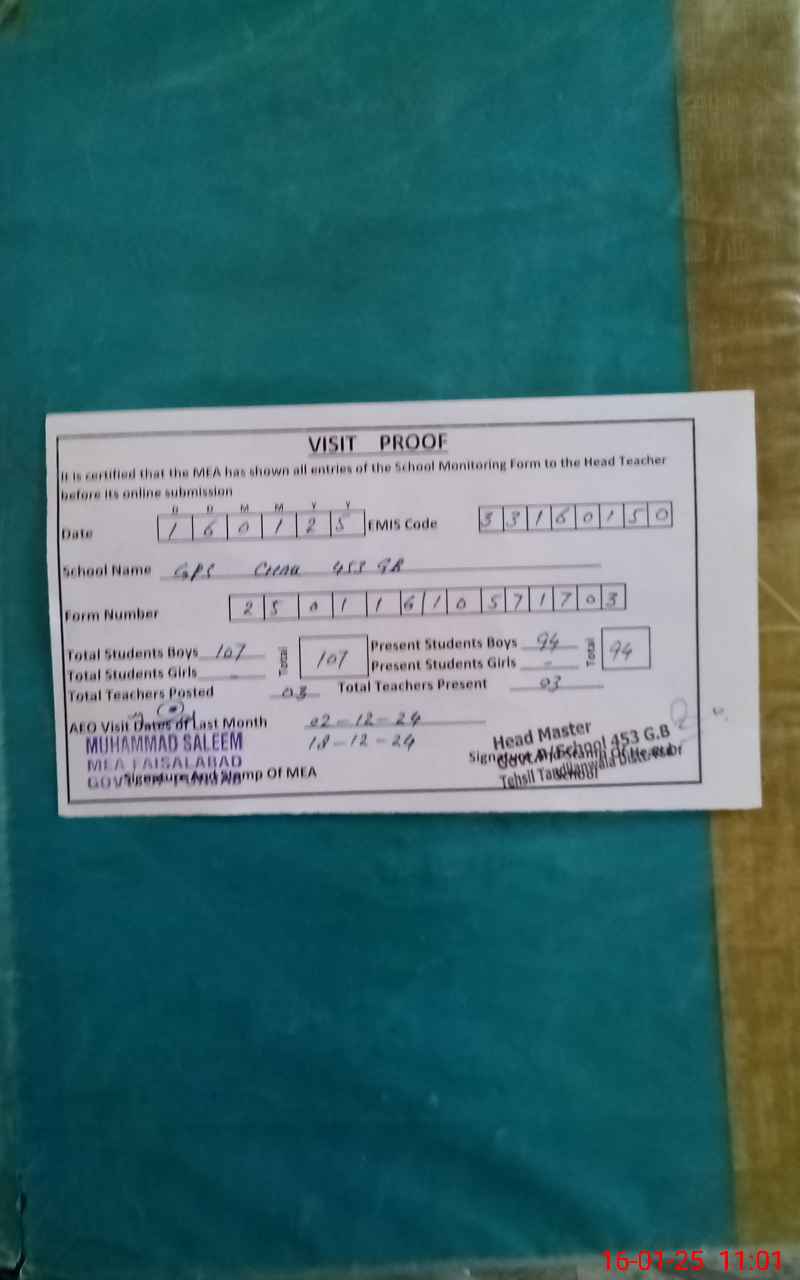 VISIT PROOF
It is certified that the MEA has shown all entries of the School Monitoring Form to the Head Teacher
before its online submission
D D M M Y Y
Date 1 6 0 1 2 5 EMIS Code 3 3 1 6 0 1 5 0
School Name GPS 453 GB
Form Number 2 5 0 1 1 6 1 0 5 7 1 7 0 3
Total Students Boys 107 Total 107 Present Students Boys 94 Total 94
Total Students Girls - Present Students Girls -
Total Teachers Posted 03 Total Teachers Present 03
AEO Visit Dates of Last Month 02-12-24
18-12-24
MUHAMMAD SALEEM
MEA FAISALABAD
Signature And Stamp Of MEA
Head Master
School 453 G.B
Tehsil Tandlianwala
School
16-01-25 11:01